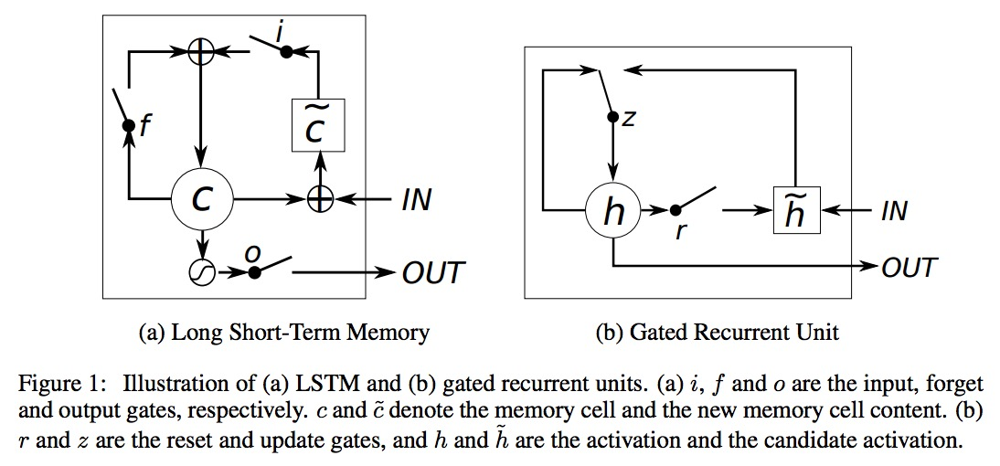 i
f
c̃
c
IN
o
OUT
z
h
r
h̃
IN
OUT
(a) Long Short-Term Memory
(b) Gated Recurrent Unit
Figure 1: Illustration of (a) LSTM and (b) gated recurrent units. (a) i, f and o are the input, forget
and output gates, respectively. c and c̃ denote the memory cell and the new memory cell content. (b)
r and z are the reset and update gates, and h and h̃ are the activation and the candidate activation.